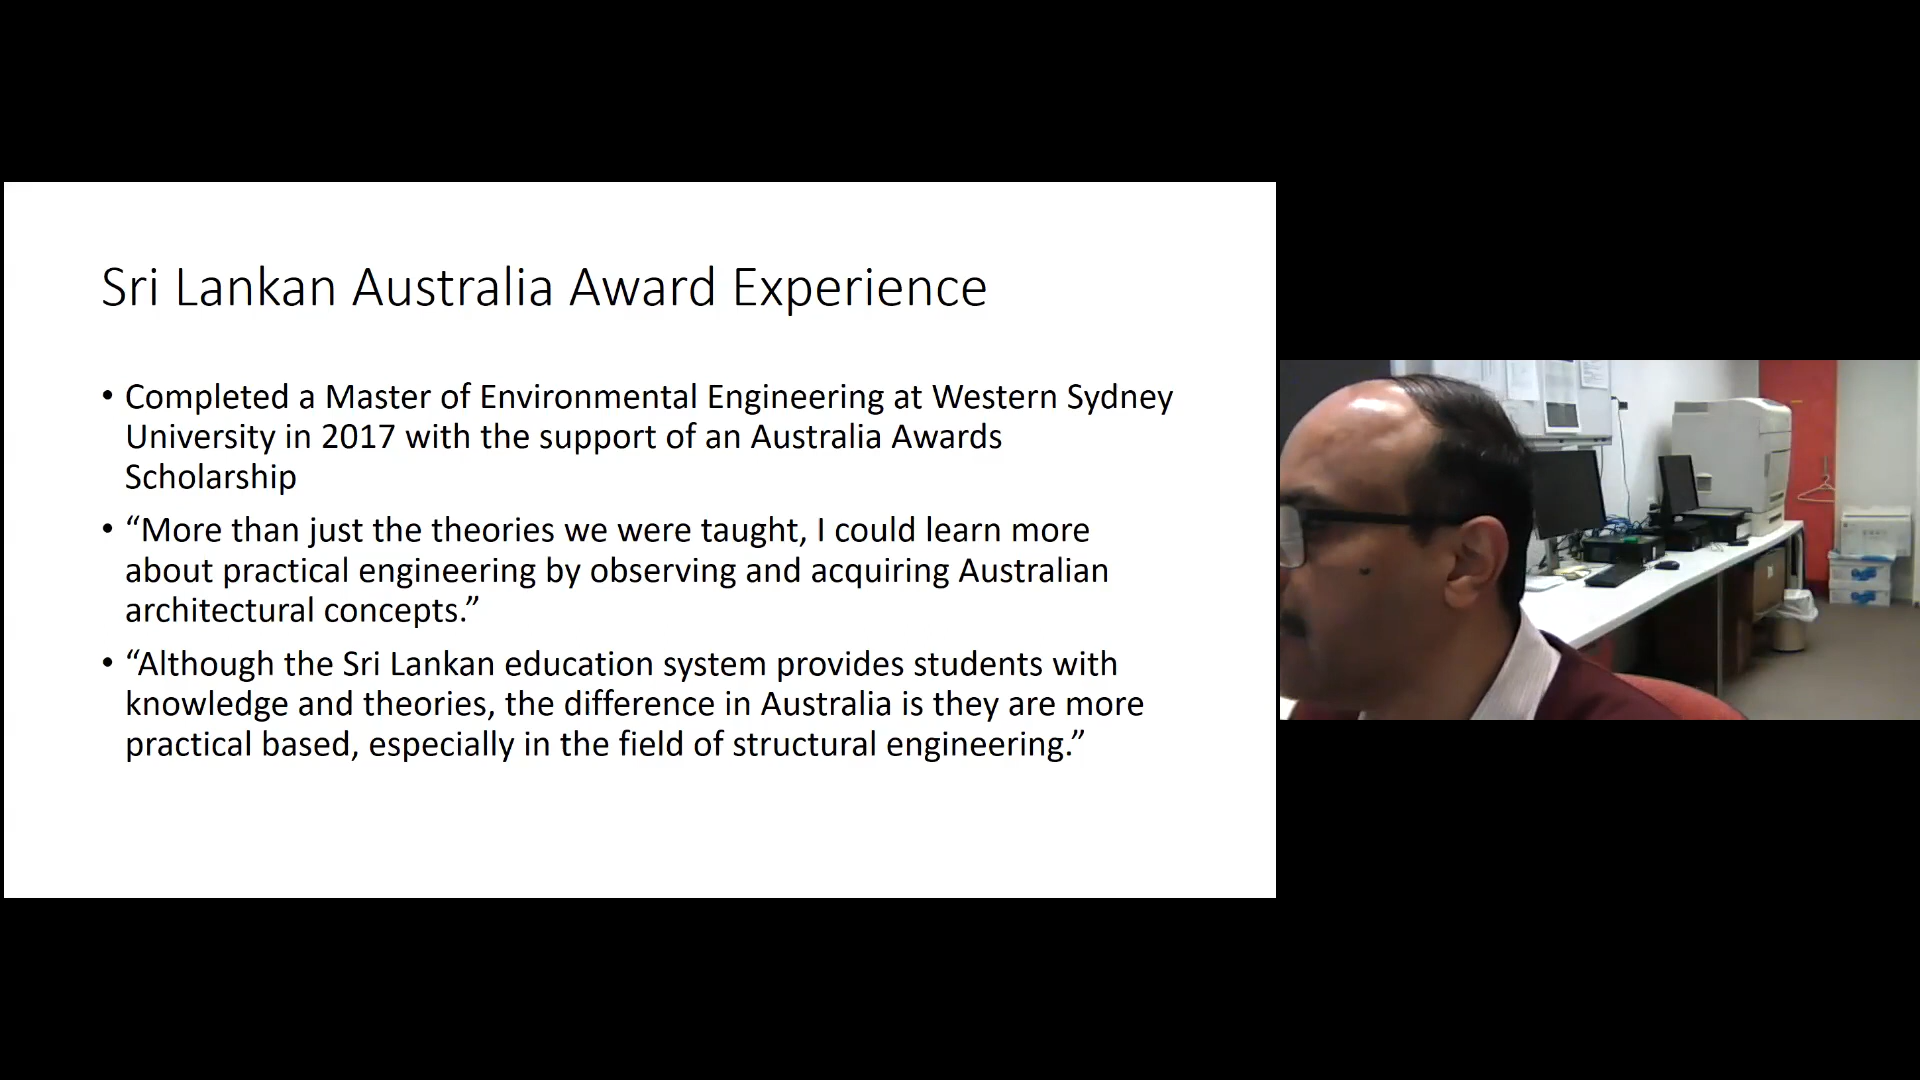 Sri Lankan Australia Award Experience
• Completed a Master of Environmental Engineering at Western Sydney
University in 2017 with the support of an Australia Awards
Scholarship
• “More than just the theories we were taught, I could learn more
about practical engineering by observing and acquiring Australian
architectural concepts.”
• “Although the Sri Lankan education system provides students with
knowledge and theories, the difference in Australia is they are more
practical based, especially in the field of structural engineering.”